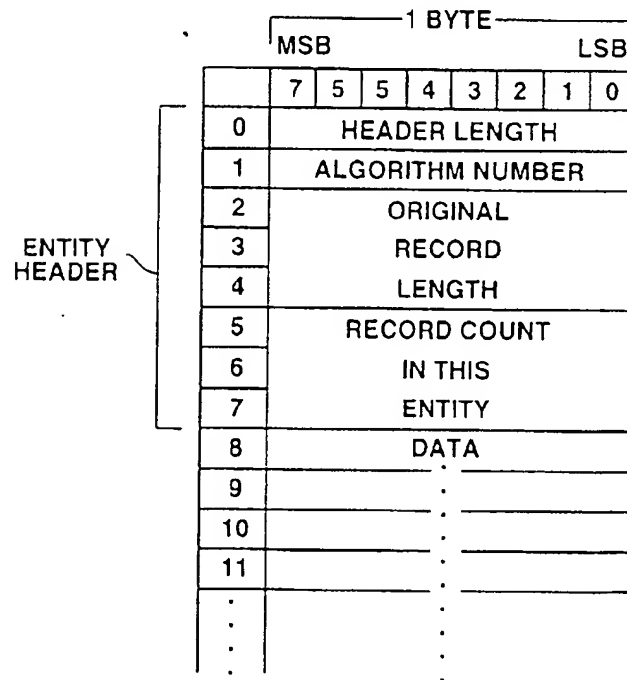 1 BYTE
MSB LSB
7 5 5 4 3 2 1 0
0 HEADER LENGTH
1 ALGORITHM NUMBER
2 ORIGINAL
3 RECORD
4 LENGTH
ENTITY
HEADER
5 RECORD COUNT
6 IN THIS
7 ENTITY
8 DATA
9
10
11